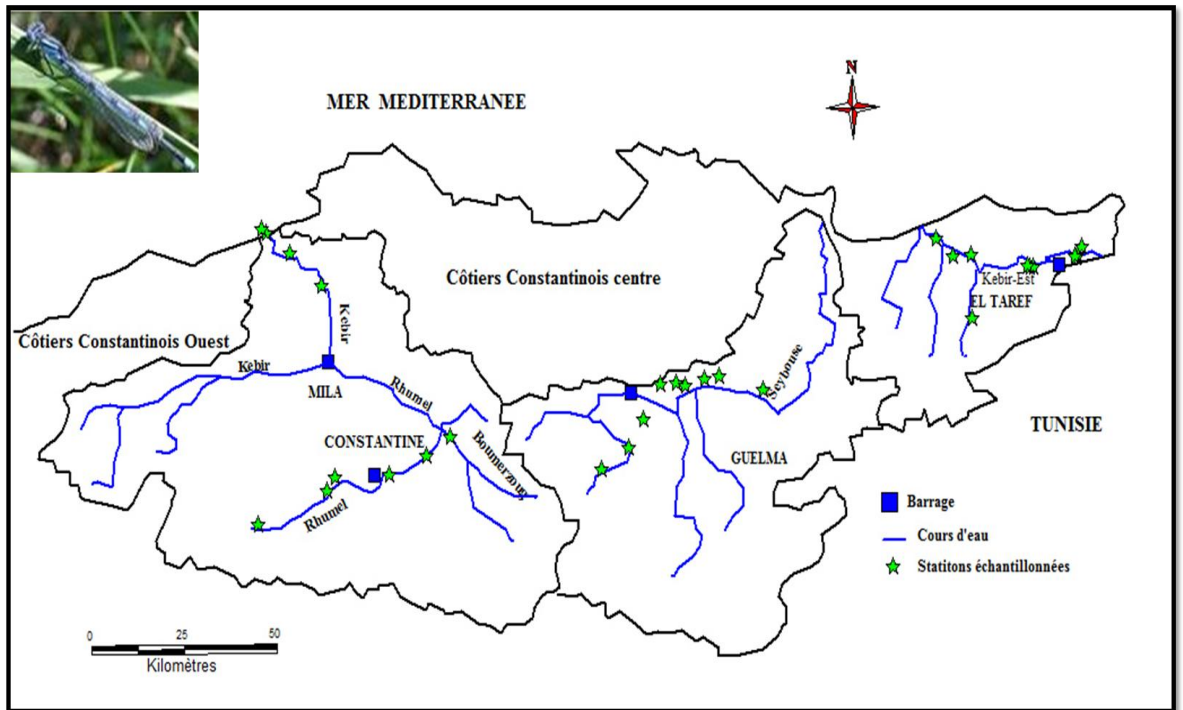 N
MER MEDITERRANEE
Côtiers Constantinois centre
Côtiers Constantinois Ouest
Kebir
Kebir
MILA
Rhumel
CONSTANTINE
Boumerzoug
Rhumel
Seybouse
GUELMA
Kebir-Est
EL TAREF
TUNISIE
Barrage
Cours d'eau
Statitons échantillonnées
0 25 50
Kilomètres